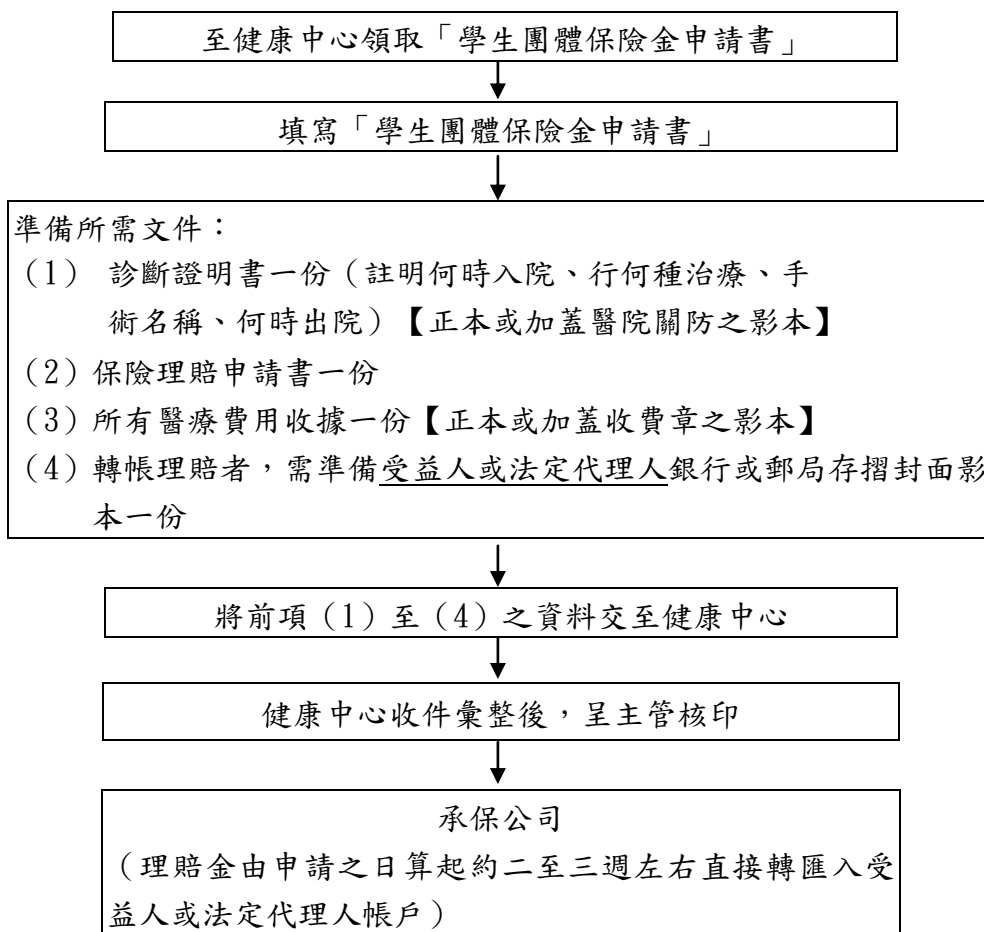 至健康中心領取「學生團體保險金申請書」
填寫「學生團體保險金申請書」
準備所需文件：
（1） 診斷證明書一份（註明何時入院、行何種治療、手
術名稱、何時出院）【正本或加蓋醫院關防之影本】
（2）保險理賠申請書一份
（3）所有醫療費用收據一份【正本或加蓋收費章之影本】
（4）轉帳理賠者，需準備受益人或法定代理人銀行或郵局存摺封面影
本一份
將前項（1）至（4）之資料交至健康中心
健康中心收件彙整後，呈主管核印
承保公司
（理賠金由申請之日算起約二至三週左右直接轉匯入受
益人或法定代理人帳戶）